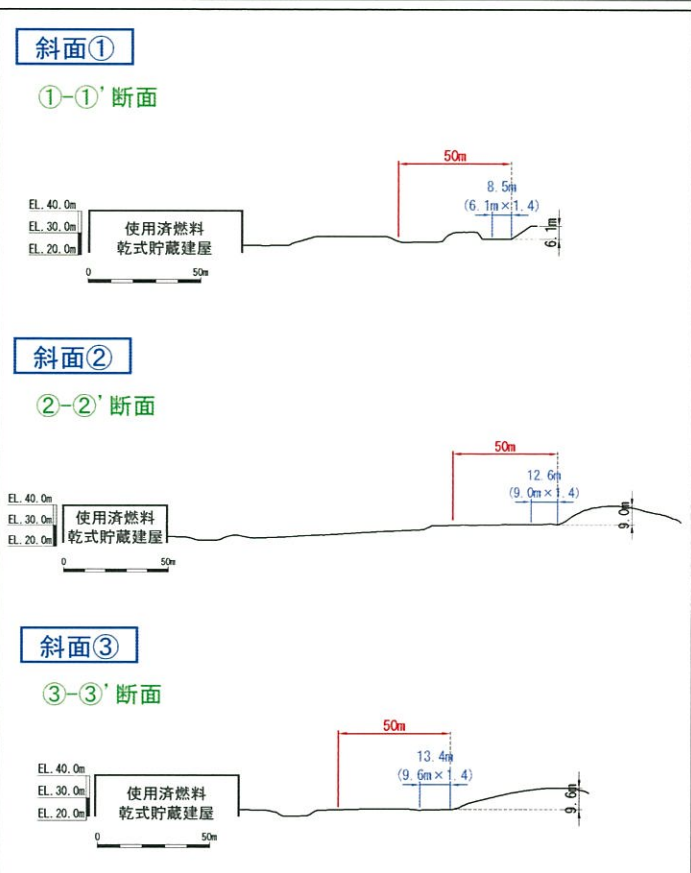 斜面①
①-①'断面
50m
8.5m
(6.1m×1.4)
6.1m
EL.40.0m
EL.30.0m
EL.20.0m
使用済燃料
乾式貯蔵建屋
0 50m
斜面②
②-②'断面
50m
12.6m
(9.0m×1.4)
9.0m
EL.40.0m
EL.30.0m
EL.20.0m
使用済燃料
乾式貯蔵建屋
0 50m
斜面③
③-③'断面
50m
13.4m
(9.6m×1.4)
9.6m
EL.40.0m
EL.30.0m
EL.20.0m
使用済燃料
乾式貯蔵建屋
0 50m